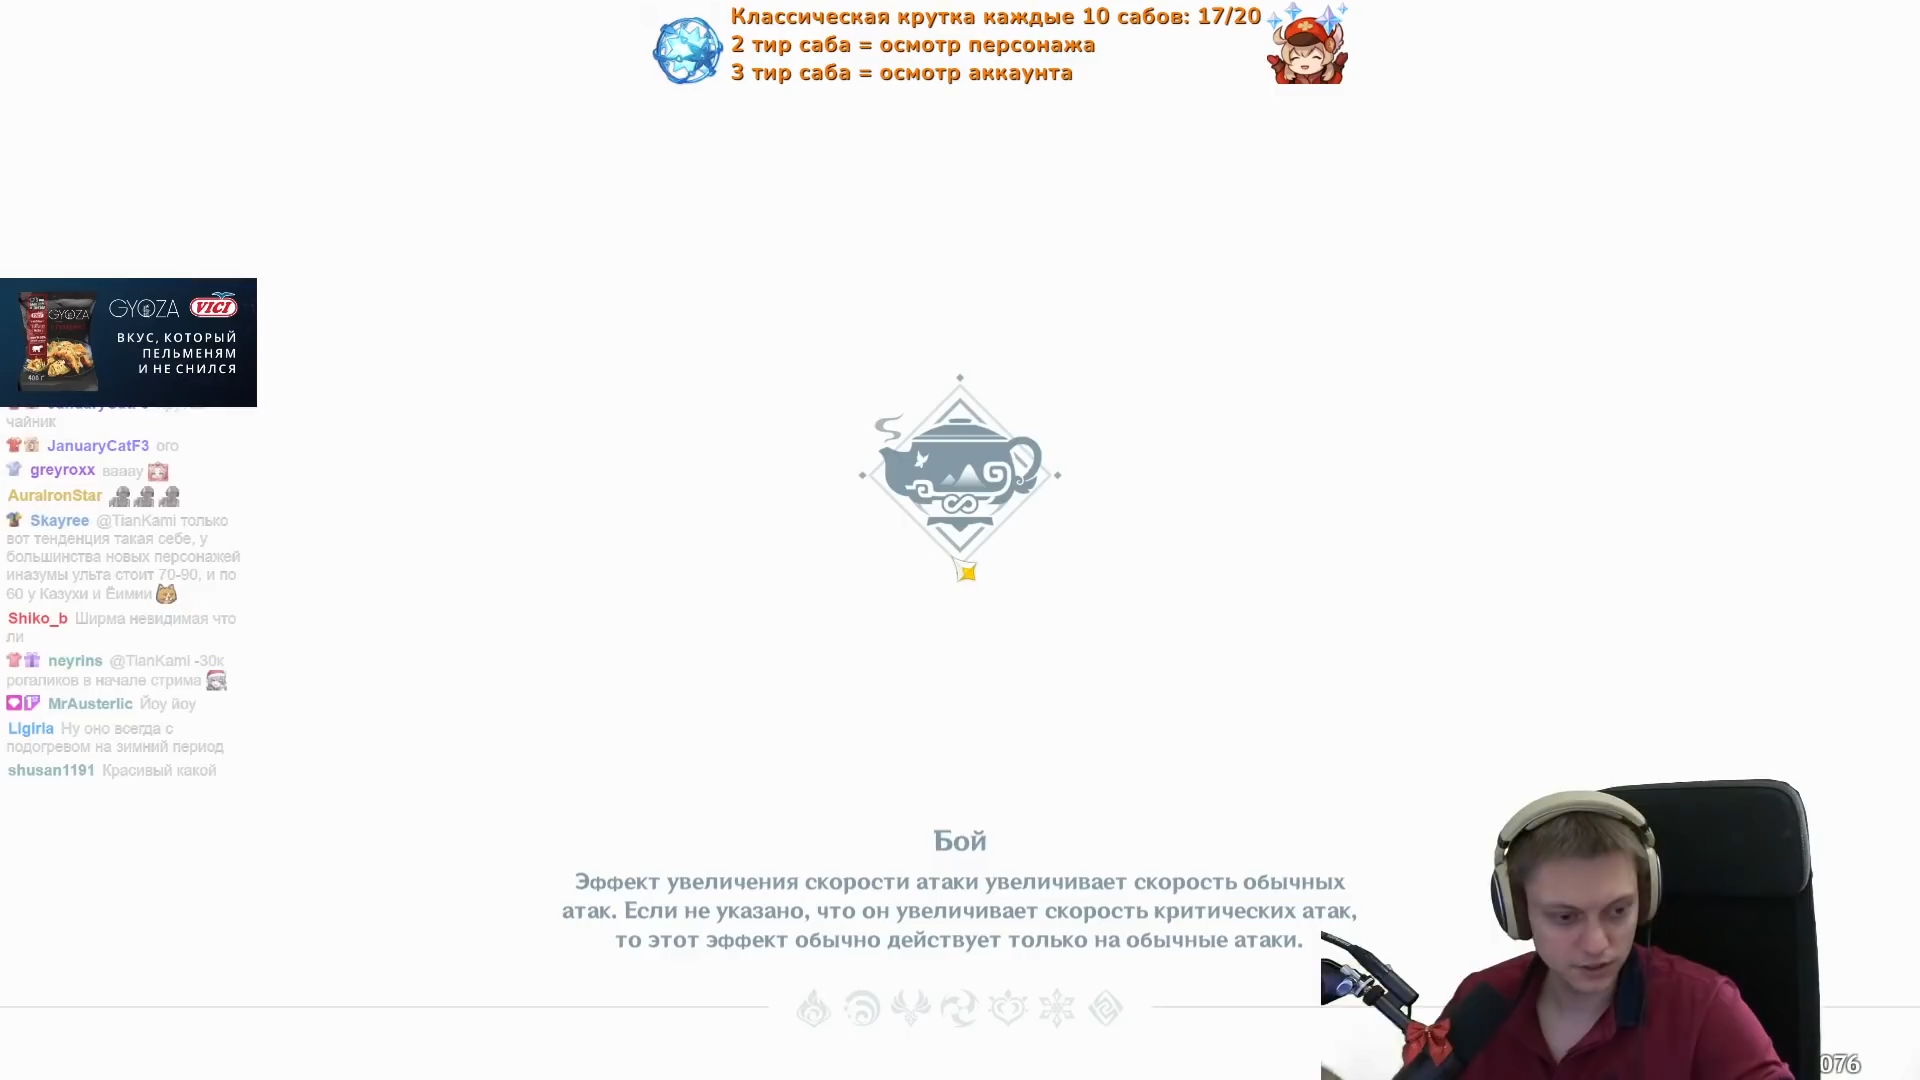 Классическая крутка каждые 10 сабов: 17/20
2 тир саба = осмотр персонажа
3 тир саба = осмотр аккаунта
GYOZA VICI
ВКУС, КОТОРЫЙ
ПЕЛЬМЕНЯМ
И НЕ СНИЛСЯ
GYOZA
400 г
чайник
JanuaryCatF3 ого
greyroxx вааау
AuraIronStar
Skayree @TianKami только
вот тенденция такая себе, у
большинства новых персонажей
иназумы ульта стоит 70-90, и по
60 у Казухи и Ёимии
Shiko_b Ширма невидимая что
ли
neyrins @TianKami -30к
рогаликов в начале стрима
MrAusterlic Йоу йоу
Ligiria Ну оно всегда с
подогревом на зимний период
shusan1191 Красивый какой
Бой
Эффект увеличения скорости атаки увеличивает скорость обычных
атак. Если не указано, что он увеличивает скорость критических атак,
то этот эффект обычно действует только на обычные атаки.
076